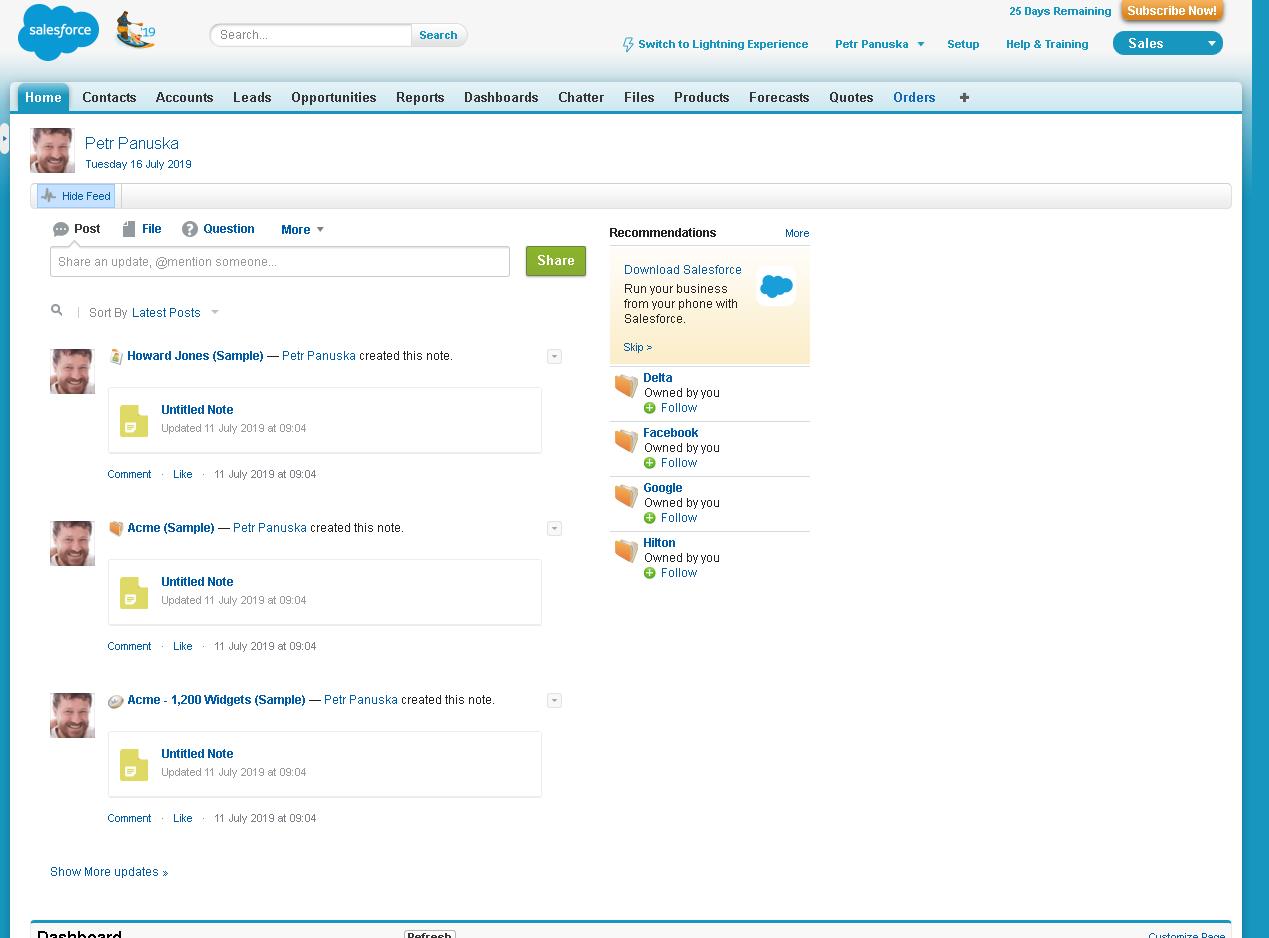 salesforce
'19
Search...
Search
25 Days Remaining
Subscribe Now!
Switch to Lightning Experience
Petr Panuska
Setup
Help & Training
Sales
Home
Contacts
Accounts
Leads
Opportunities
Reports
Dashboards
Chatter
Files
Products
Forecasts
Quotes
Orders
Petr Panuska
Tuesday 16 July 2019
Hide Feed
Post
File
Question
More
Share an update, @mention someone...
Share
Sort By Latest Posts
Howard Jones (Sample) — Petr Panuska created this note.
Untitled Note
Updated 11 July 2019 at 09:04
Comment · Like · 11 July 2019 at 09:04
Acme (Sample) — Petr Panuska created this note.
Untitled Note
Updated 11 July 2019 at 09:04
Comment · Like · 11 July 2019 at 09:04
Acme - 1,200 Widgets (Sample) — Petr Panuska created this note.
Untitled Note
Updated 11 July 2019 at 09:04
Comment · Like · 11 July 2019 at 09:04
Show More updates »
Recommendations
More
Download Salesforce
Run your business
from your phone with
Salesforce.
Skip >
Delta
Owned by you
Follow
Facebook
Owned by you
Follow
Google
Owned by you
Follow
Hilton
Owned by you
Follow
Dashboard
Refresh
Customize Page